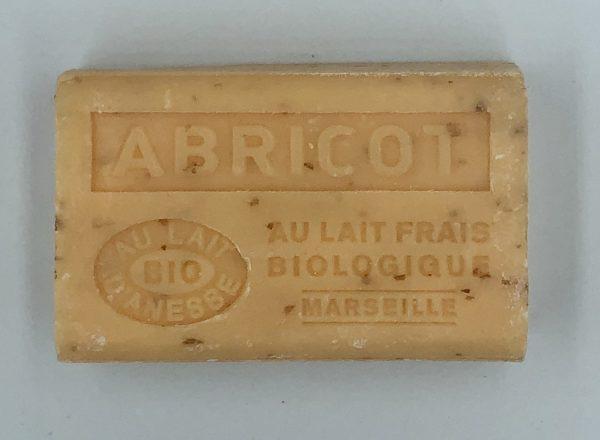 ABRICOT
AU LAIT
BIO
D'ANESSE
AU LAIT FRAIS
BIOLOGIQUE
MARSEILLE